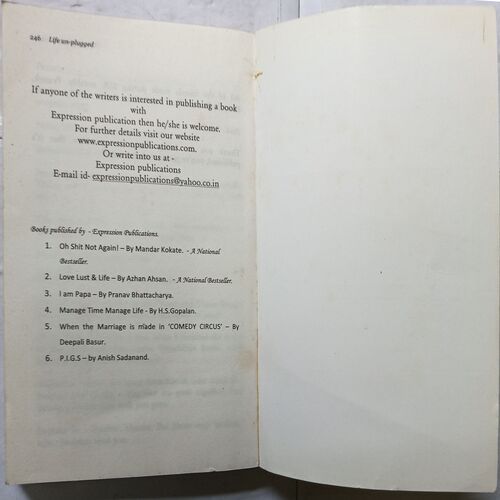 246 Life un-plugged
If anyone of the writers is interested in publishing a book
with
Expression publication then he/she is welcome.
For further details visit our website
www.expressionpublications.com.
Or write into us at -
Expression publications
E-mail id- expressionpublications@yahoo.co.in
Books published by - Expression Publications.
1. Oh Shit Not Again! – By Mandar Kokate. - A National
Bestseller.
2. Love Lust & Life – By Azhan Ahsan. - A National Bestseller.
3. I am Papa – By Pranav Bhattacharya.
4. Manage Time Manage Life - By H.S.Gopalan.
5. When the Marriage is made in 'COMEDY CIRCUS' – By
Deepali Basur.
6. P.I.G.S – by Anish Sadanand.